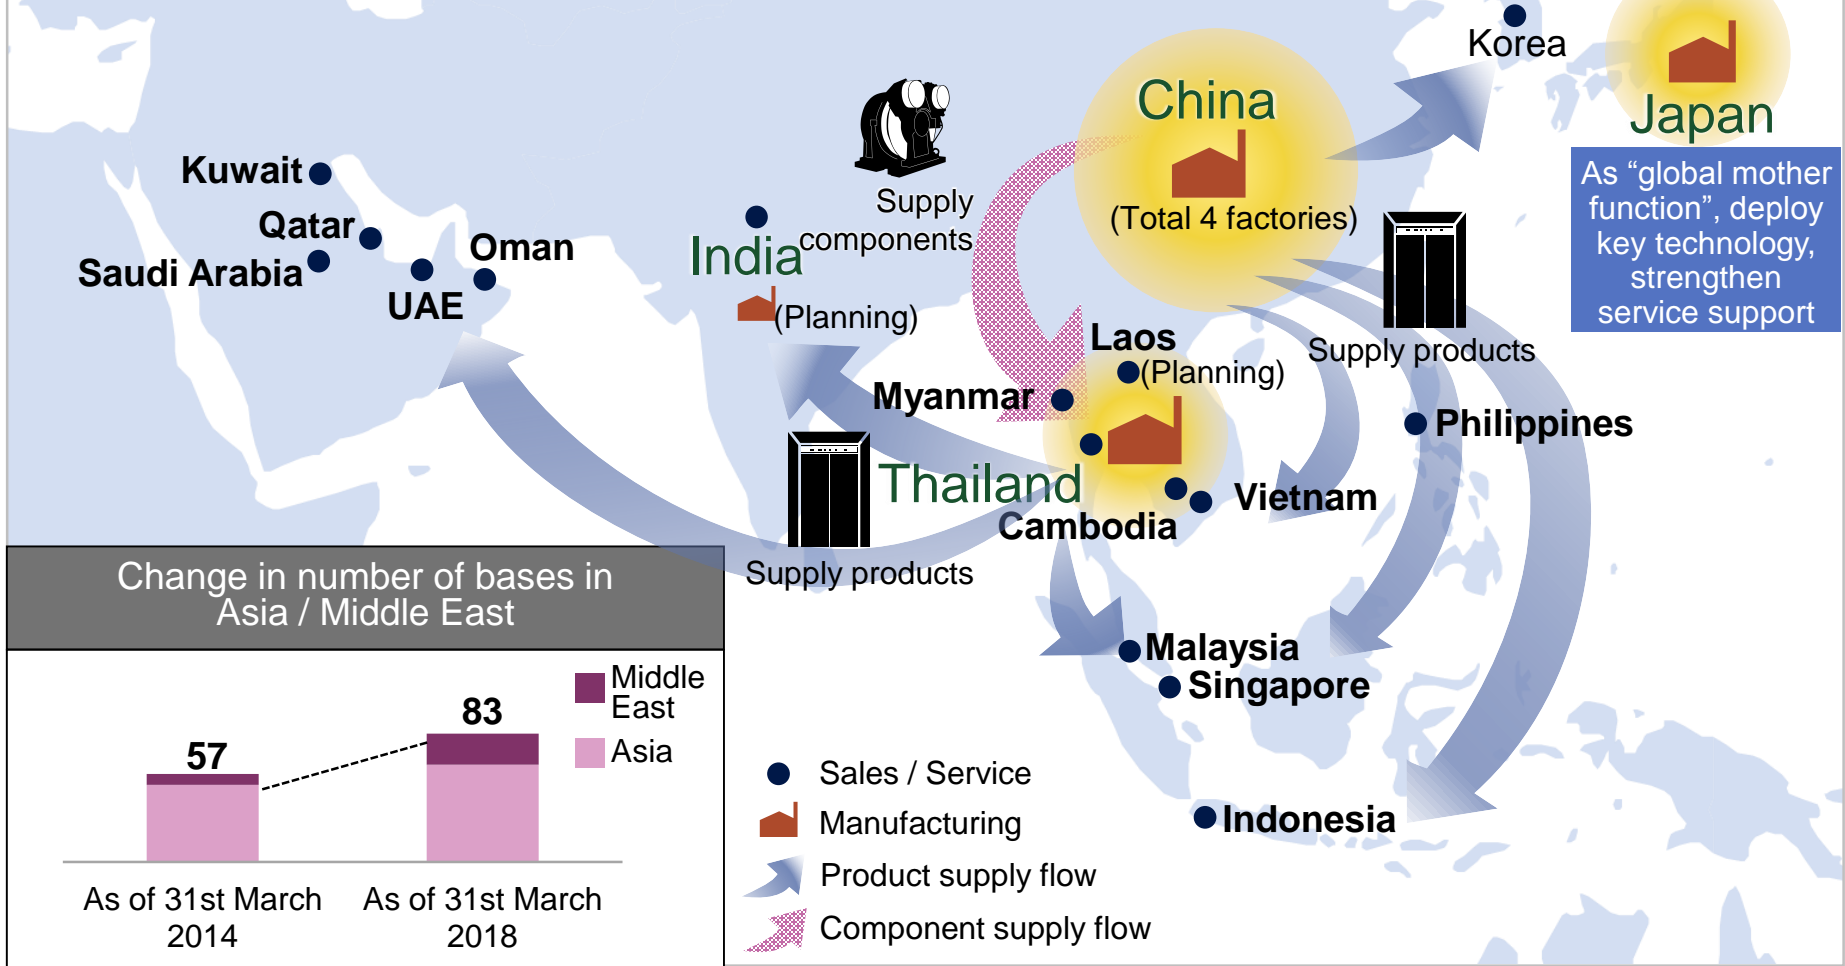 Korea
China
Japan
(Total 4 factories)
As “global mother
function”, deploy
key technology,
strengthen
service support
Kuwait
Qatar
Saudi Arabia
UAE
Oman
Supply
components
India
(Planning)
Supply products
Laos
(Planning)
Myanmar
Philippines
Thailand
Cambodia
Vietnam
Supply products
Malaysia
Singapore
Indonesia
Change in number of bases in
Asia / Middle East
57
83
Middle
East
Asia
As of 31st March
2014
As of 31st March
2018
Sales / Service
Manufacturing
Product supply flow
Component supply flow